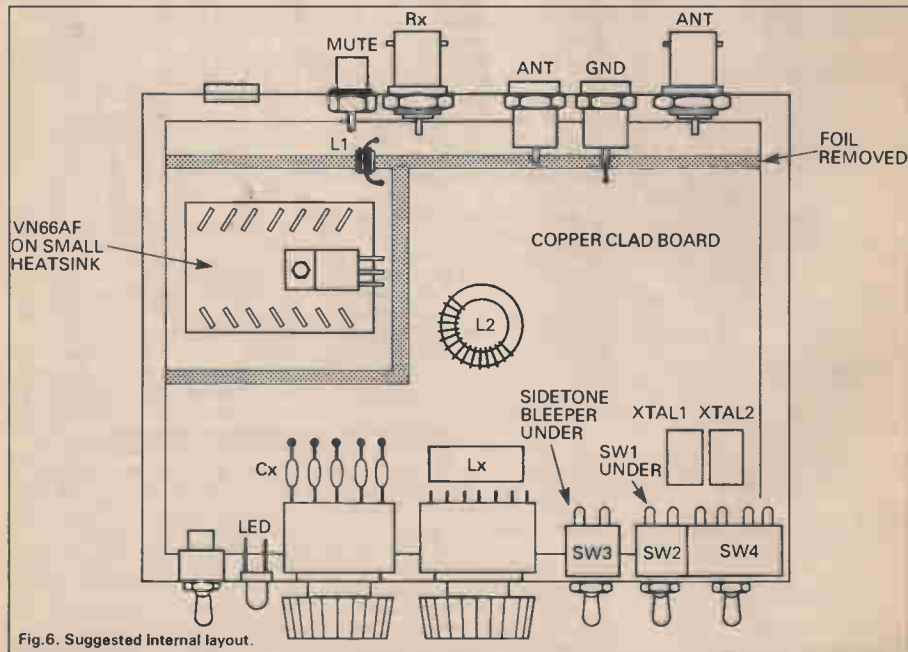 Rx
ANT
MUTE
ANT
GND
L1
FOIL
REMOVED
VN66AF
ON SMALL
HEATSINK
COPPER CLAD BOARD
L2
SIDETONE
BLEEPER
UNDER
XTAL1 XTAL2
SW1
UNDER
Cx
Lx
LED
SW3
SW2
SW4
Fig.6. Suggested internal layout.